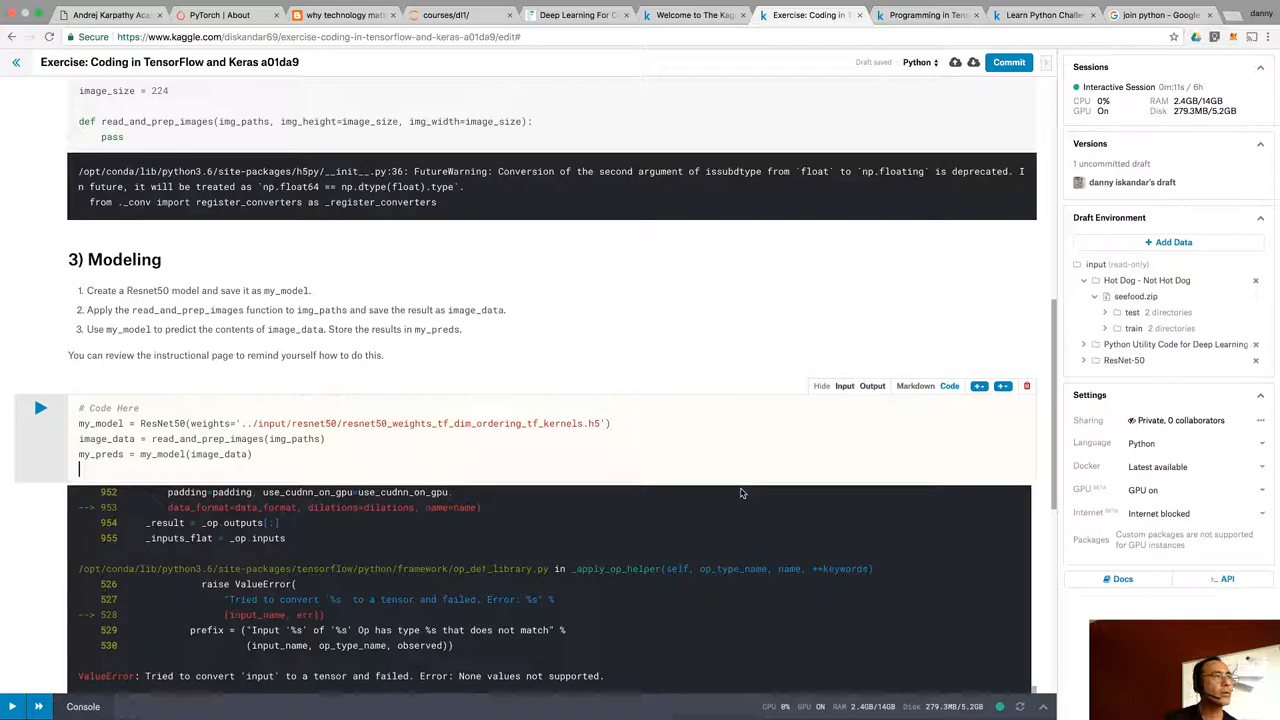 Andrej Karpathy Aca
PyTorch | About
why technology mat
courses/dl1/
Deep Learning For C
Welcome to The Kag
Exercise: Coding in T
Programming in Tens
Learn Python Challe
join python - Google
danny
Secure https://www.kaggle.com/diskandar69/exercise-coding-in-tensorflow-and-keras-a01da9/edit#
Exercise: Coding in TensorFlow and Keras a01da9
Draft saved
Python
Commit
image_size = 224
def read_and_prep_images(img_paths, img_height=image_size, img_width=image_size):
pass
/opt/conda/lib/python3.6/site-packages/h5py/__init__.py:36: FutureWarning: Conversion of the second argument of issubdtype from `float` to `np.floating` is deprecated. I
n future, it will be treated as `np.float64 == np.dtype(float).type`.
from ._conv import register_converters as _register_converters
3) Modeling
1. Create a Resnet50 model and save it as my_model.
2. Apply the read_and_prep_images function to img_paths and save the result as image_data.
3. Use my_model to predict the contents of image_data. Store the results in my_preds.
You can review the instructional page to remind yourself how to do this.
Hide Input Output Markdown Code
# Code Here
my_model = ResNet50(weights='../input/resnet50/resnet50_weights_tf_dim_ordering_tf_kernels.h5')
image_data = read_and_prep_images(img_paths)
my_preds = my_model(image_data)
952 padding=padding, use_cudnn_on_gpu=use_cudnn_on_gpu,
--> 953 data_format=data_format, dilations=dilations, name=name)
954 _result = _op.outputs[:]
955 _inputs_flat = _op.inputs
/opt/conda/lib/python3.6/site-packages/tensorflow/python/framework/op_def_library.py in _apply_op_helper(self, op_type_name, name, **keywords)
526 raise ValueError(
527 "Tried to convert '%s' to a tensor and failed. Error: %s" %
--> 528 (input_name, err))
529 prefix = ("Input '%s' of '%s' Op has type %s that does not match" %
530 (input_name, op_type_name, observed))
ValueError: Tried to convert 'input' to a tensor and failed. Error: None values not supported.
Console
CPU 0% GPU ON RAM 2.4GB/14GB Disk 279.3MB/5.2GB
Sessions
Interactive Session 0m:11s / 6h
CPU 0% RAM 2.4GB/14GB
GPU On Disk 279.3MB/5.2GB
Versions
1 uncommitted draft
danny iskandar's draft
Draft Environment
+ Add Data
input (read-only)
Hot Dog - Not Hot Dog
seefood.zip
test 2 directories
train 2 directories
Python Utility Code for Deep Learning
ResNet-50
Settings
Sharing Private, 0 collaborators
Language Python
Docker Latest available
GPU BETA GPU on
Internet BETA Internet blocked
Packages Custom packages are not supported
for GPU instances
Docs
API